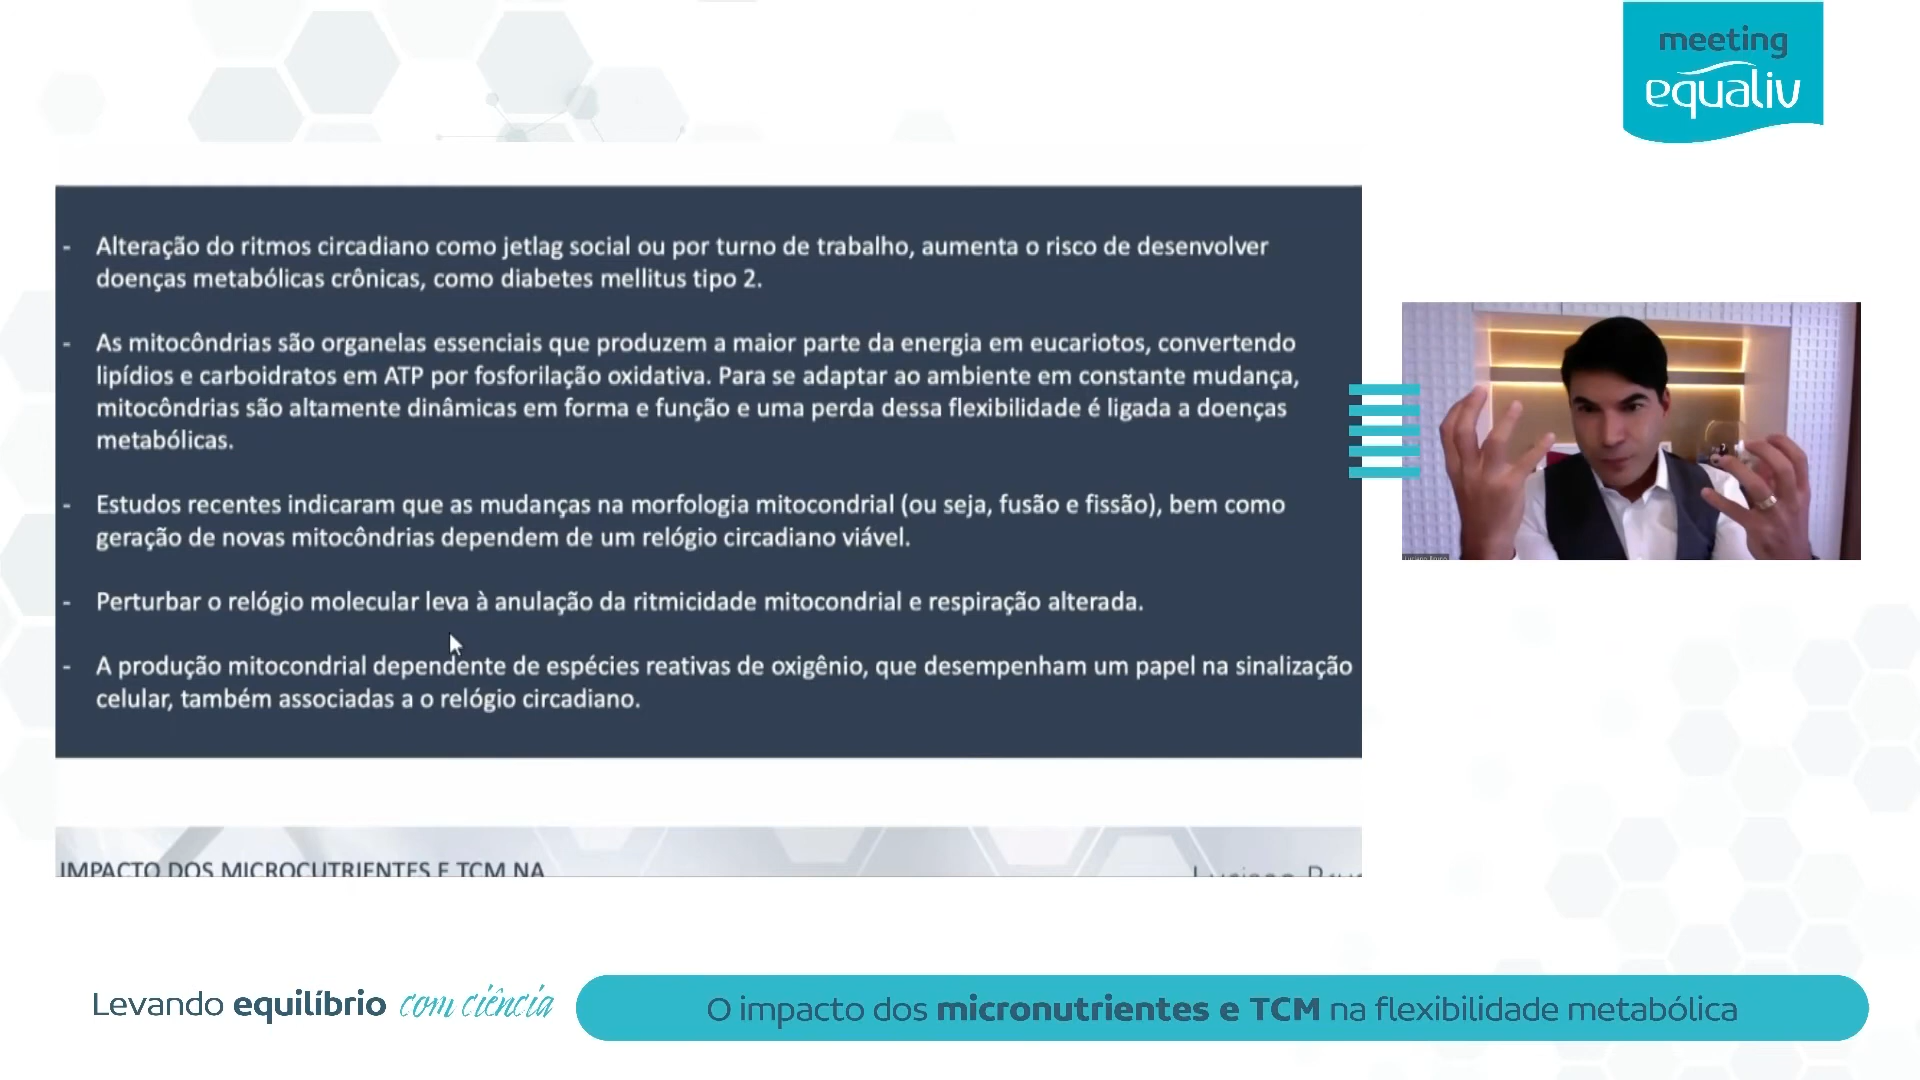 meeting
equaliv
- Alteração do ritmos circadiano como jetlag social ou por turno de trabalho, aumenta o risco de desenvolver
doenças metabólicas crônicas, como diabetes mellitus tipo 2.
- As mitocôndrias são organelas essenciais que produzem a maior parte da energia em eucariotos, convertendo
lipídios e carboidratos em ATP por fosforilação oxidativa. Para se adaptar ao ambiente em constante mudança,
mitocôndrias são altamente dinâmicas em forma e função e uma perda dessa flexibilidade é ligada a doenças
metabólicas.
- Estudos recentes indicaram que as mudanças na morfologia mitocondrial (ou seja, fusão e fissão), bem como
geração de novas mitocôndrias dependem de um relógio circadiano viável.
- Perturbar o relógio molecular leva à anulação da ritmicidade mitocondrial e respiração alterada.
- A produção mitocondrial dependente de espécies reativas de oxigênio, que desempenham um papel na sinalização
celular, também associadas a o relógio circadiano.
IMPACTO DOS MICROCUTRIENTES E TCM NA
Luciano
Levando equilíbrio com ciência
O impacto dos micronutrientes e TCM na flexibilidade metabólica